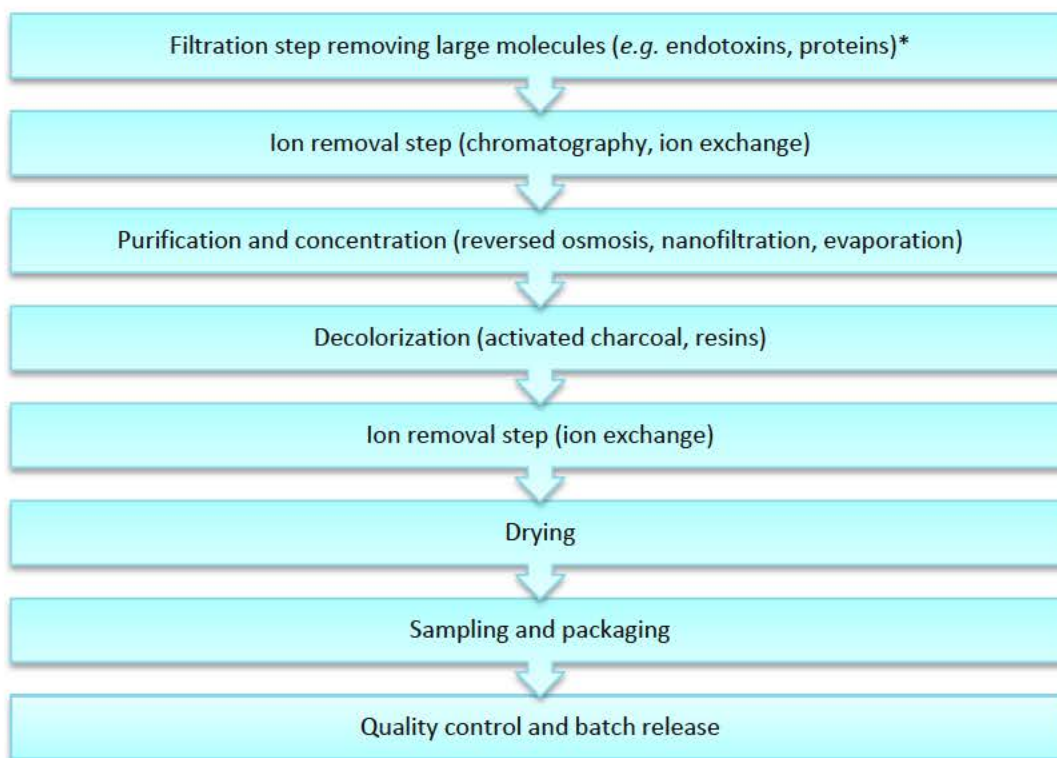 Filtration step removing large molecules (e.g. endotoxins, proteins)*
Ion removal step (chromatography, ion exchange)
Purification and concentration (reversed osmosis, nanofiltration, evaporation)
Decolorization (activated charcoal, resins)
Ion removal step (ion exchange)
Drying
Sampling and packaging
Quality control and batch release